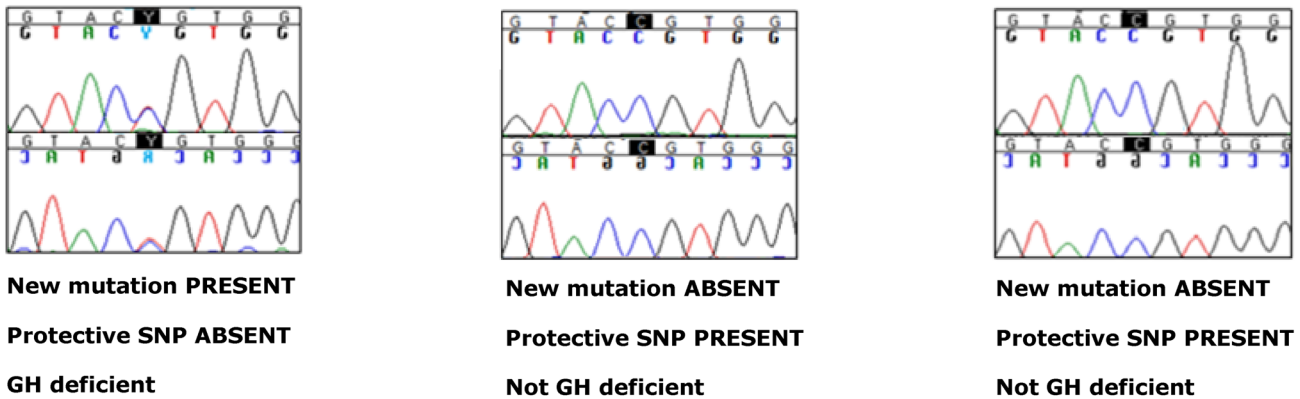 G T A C Y G T G G
G T A C Y G T G G
G T A C Y G T G G G
C A T G R C A C C C
New mutation PRESENT
Protective SNP ABSENT
GH deficient
G T A C C G T G G
G T A C C G T G G
G T A C C G T G G G
C A T G G C A C C C
New mutation ABSENT
Protective SNP PRESENT
Not GH deficient
G T A C C G T G G
G T A C C G T G G
G T A C C G T G G G
C A T G G C A C C C
New mutation ABSENT
Protective SNP PRESENT
Not GH deficient